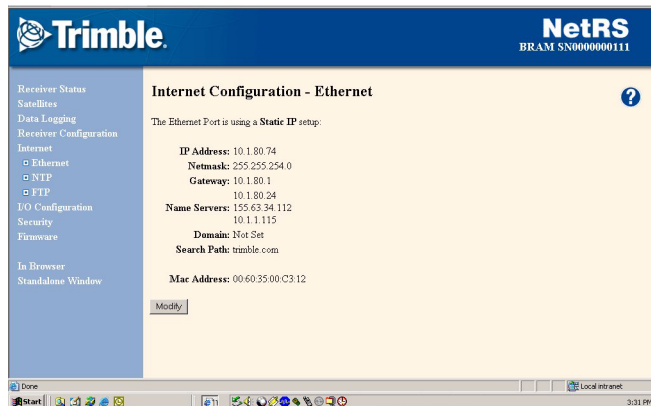 Trimble.
NetRS
BRAM SN0000000111
Receiver Status
Satellites
Data Logging
Receiver Configuration
Internet
Ethernet
NTP
FTP
I/O Configuration
Security
Firmware
In Browser
Standalone Window
Internet Configuration - Ethernet
?
The Ethernet Port is using a Static IP setup:
IP Address: 10.1.80.74
Netmask: 255.255.254.0
Gateway: 10.1.80.1
10.1.80.24
Name Servers: 155.63.34.112
10.1.1.115
Domain: Not Set
Search Path: trimble.com
Mac Address: 00:60:35:00:C3:12
Modify
Done
Local intranet
Start
3:31 PM